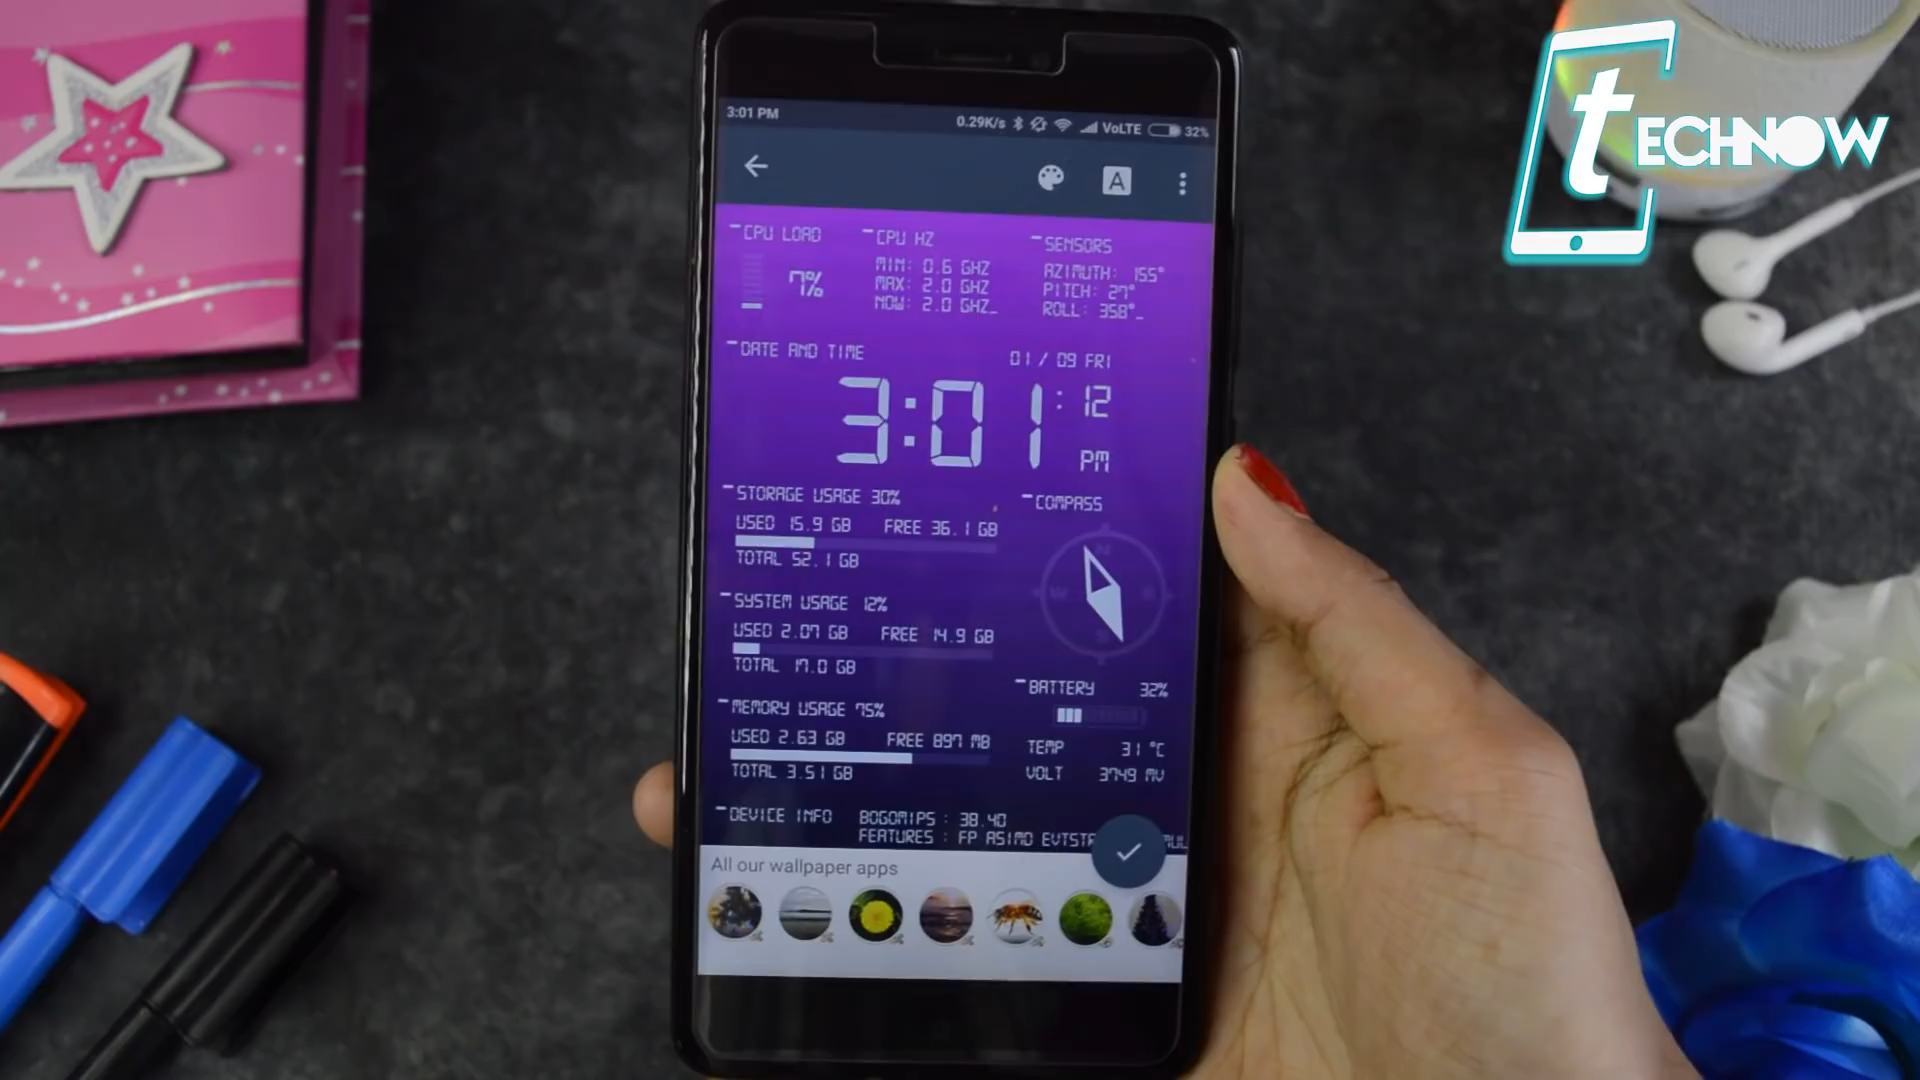 tECHNOW
3:01 PM
0.29K/s VoLTE 32%
A
CPU LOAD
7%
CPU HZ
MIN: 0.6 GHZ
MAX: 2.0 GHZ
NOW: 2.0 GHZ_
SENSORS
AZIMUTH: 155°
PITCH: 27°
ROLL: 358°_
DATE AND TIME
01 / 09 FRI
3:01:12
PM
STORAGE USAGE 30%
USED 15.9 GB FREE 36.1 GB
TOTAL 52.1 GB
COMPASS
SYSTEM USAGE 12%
USED 2.07 GB FREE 14.9 GB
TOTAL 17.0 GB
MEMORY USAGE 75%
USED 2.63 GB FREE 897 MB
TOTAL 3.51 GB
BATTERY 32%
TEMP 31 °C
VOLT 3749 MV
DEVICE INFO
BOGOMIPS : 38.40
FEATURES : FP ASIMD EVTST
All our wallpaper apps